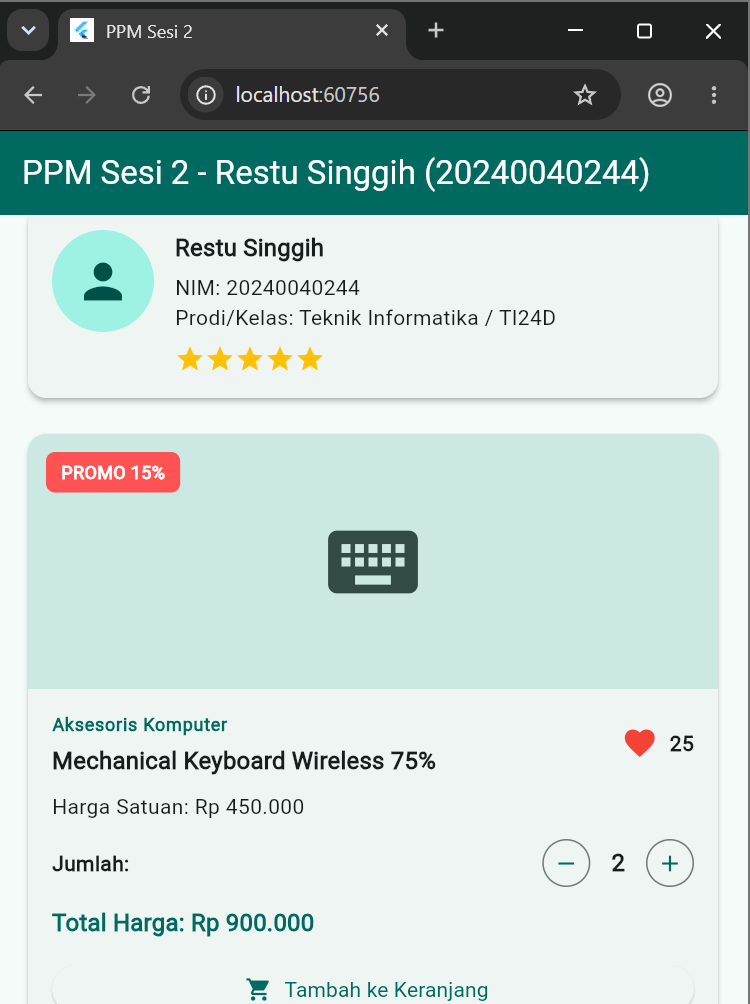 PPM Sesi 2
localhost:60756
PPM Sesi 2 - Restu Singgih (20240040244)
Restu Singgih
NIM: 20240040244
Prodi/Kelas: Teknik Informatika / TI24D
PROMO 15%
Aksesoris Komputer
25
Mechanical Keyboard Wireless 75%
Harga Satuan: Rp 450.000
Jumlah:
2
Total Harga: Rp 900.000
Tambah ke Keranjang